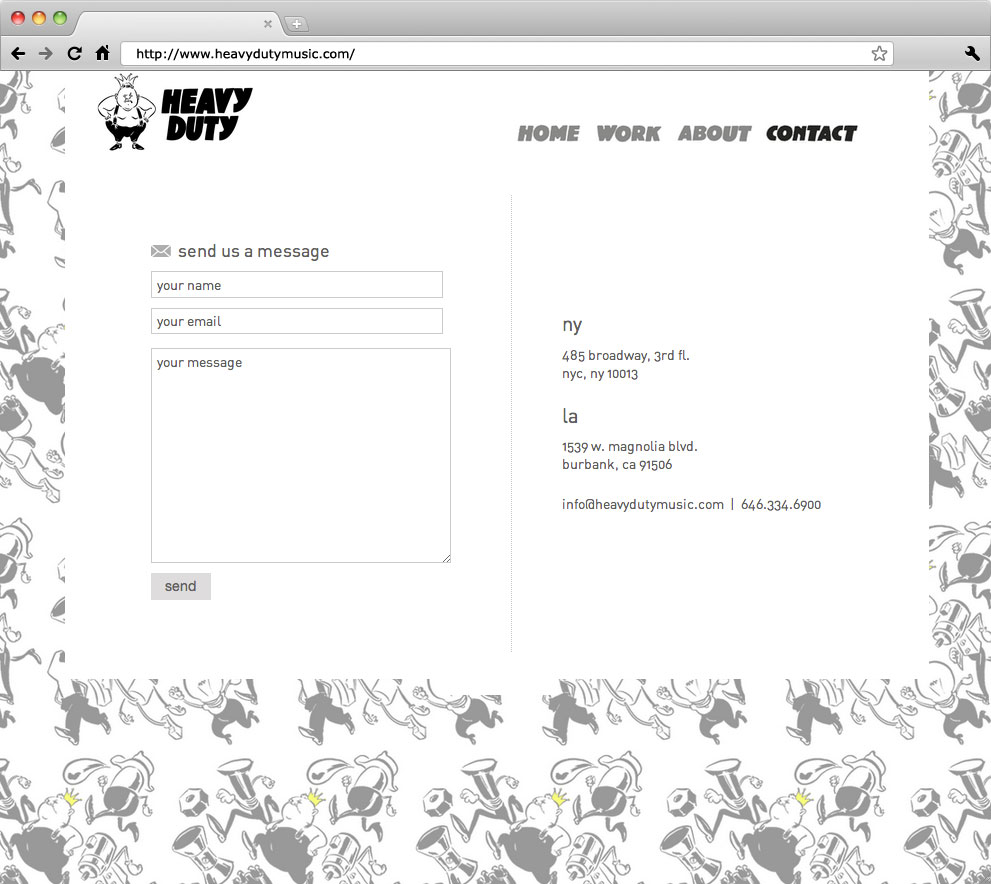 http://www.heavydutymusic.com/
HEAVY
DUTY
HOME WORK ABOUT CONTACT
send us a message
your name
your email
your message
send
ny
485 broadway, 3rd fl.
nyc, ny 10013
la
1539 w. magnolia blvd.
burbank, ca 91506
info@heavydutymusic.com | 646.334.6900